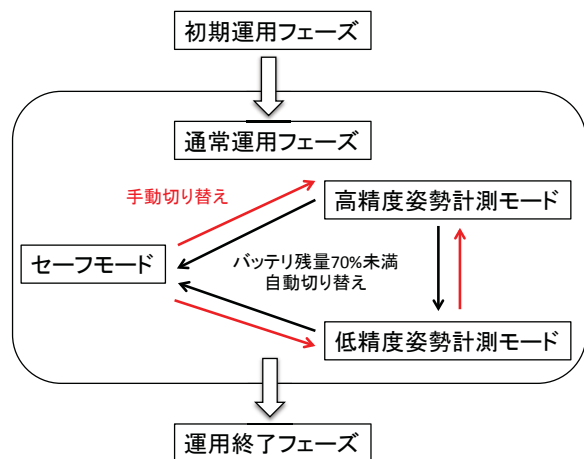 初期運用フェーズ
通常運用フェーズ
手動切り替え
高精度姿勢計測モード
セーフモード
バッテリ残量70%未満
自動切り替え
低精度姿勢計測モード
運用終了フェーズ